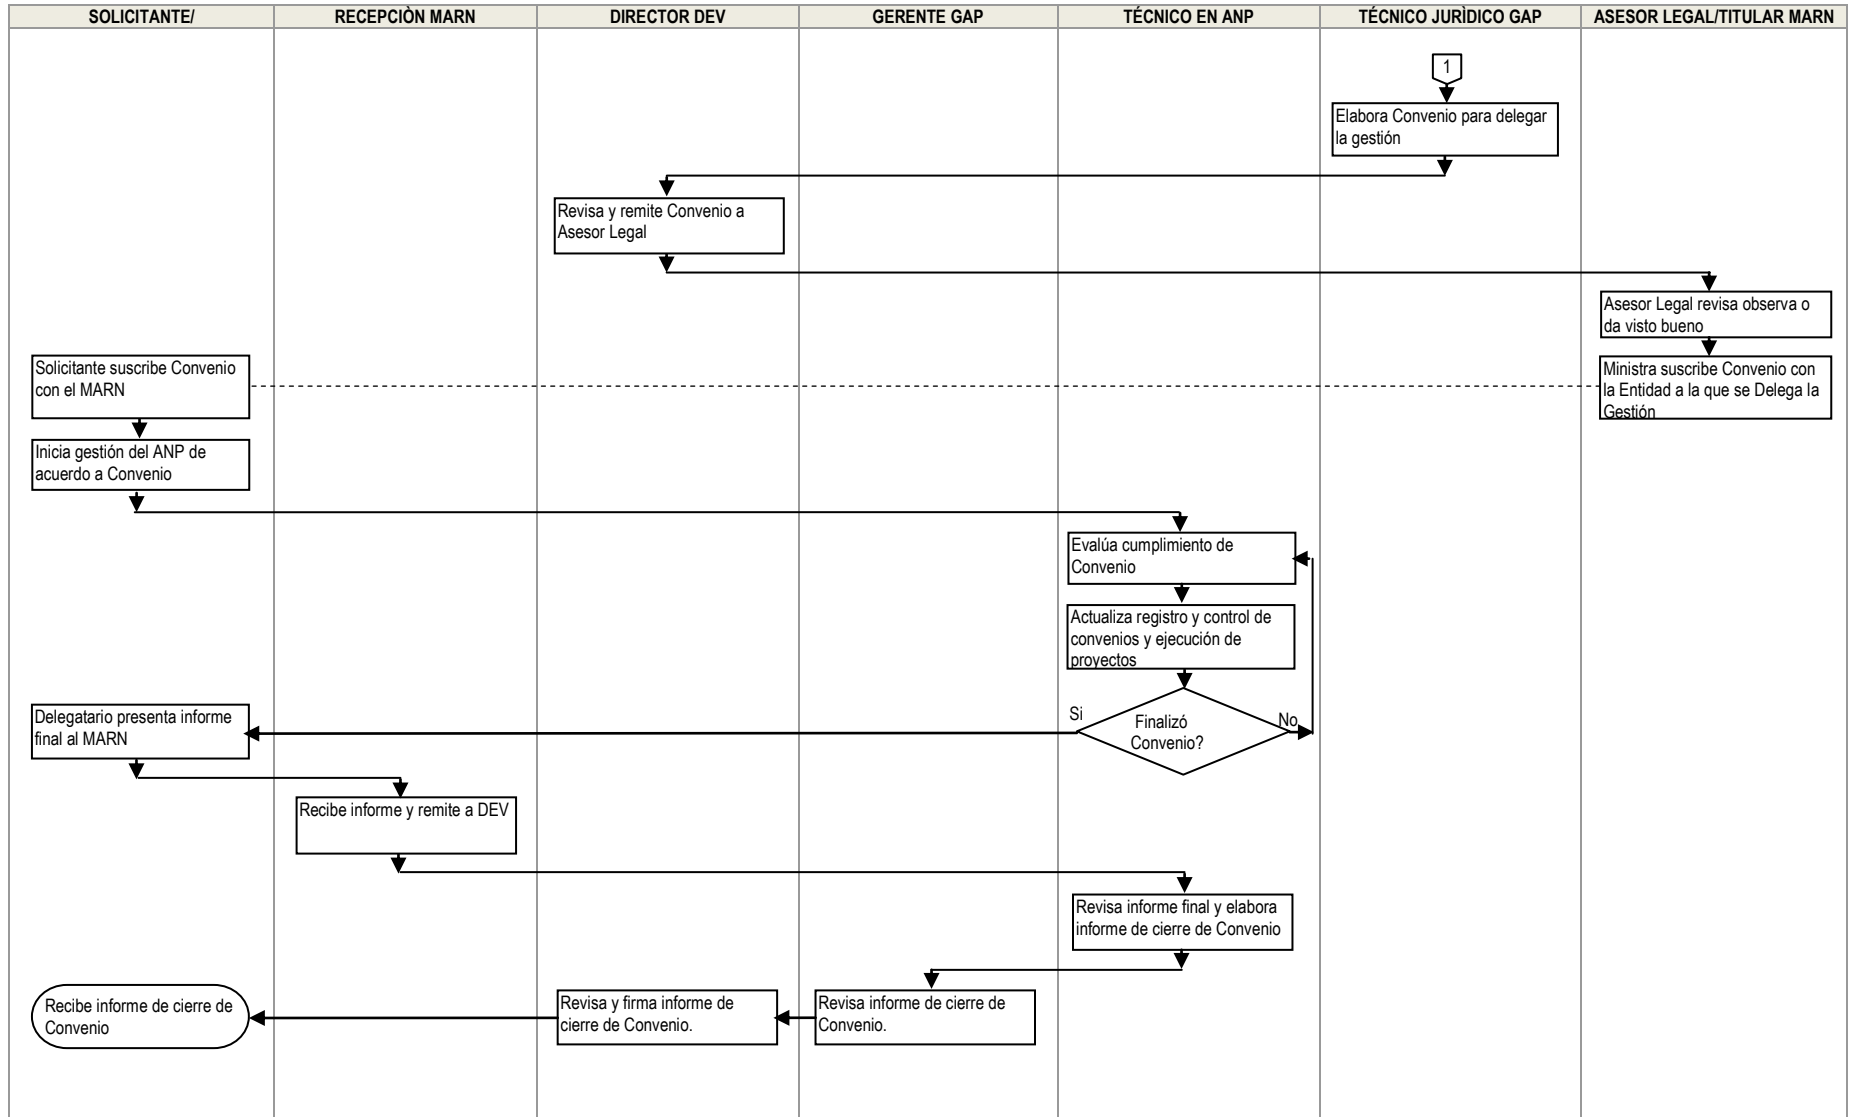 SOLICITANTE/
RECEPCIÒN MARN
DIRECTOR DEV
GERENTE GAP
TÉCNICO EN ANP
TÉCNICO JURÌDICO GAP
ASESOR LEGAL/TITULAR MARN
1
Elabora Convenio para delegar
la gestión
Revisa y remite Convenio a
Asesor Legal
Asesor Legal revisa observa o
da visto bueno
Solicitante suscribe Convenio
con el MARN
Ministra suscribe Convenio con
la Entidad a la que se Delega la
Gestión
Inicia gestión del ANP de
acuerdo a Convenio
Evalúa cumplimiento de
Convenio
Actualiza registro y control de
convenios y ejecución de
proyectos
Si
Finalizó
Convenio?
No
Delegatario presenta informe
final al MARN
Recibe informe y remite a DEV
Revisa informe final y elabora
informe de cierre de Convenio
Recibe informe de cierre de
Convenio
Revisa y firma informe de
cierre de Convenio.
Revisa informe de cierre de
Convenio.